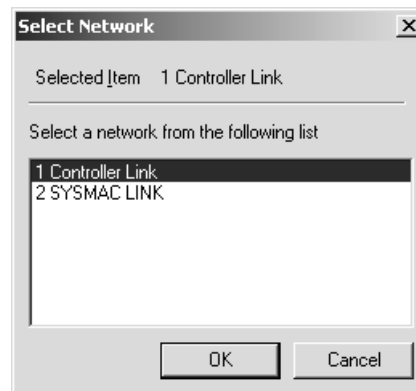 Select Network
Selected Item 1 Controller Link
Select a network from the following list
1 Controller Link
2 SYSMAC LINK
OK Cancel